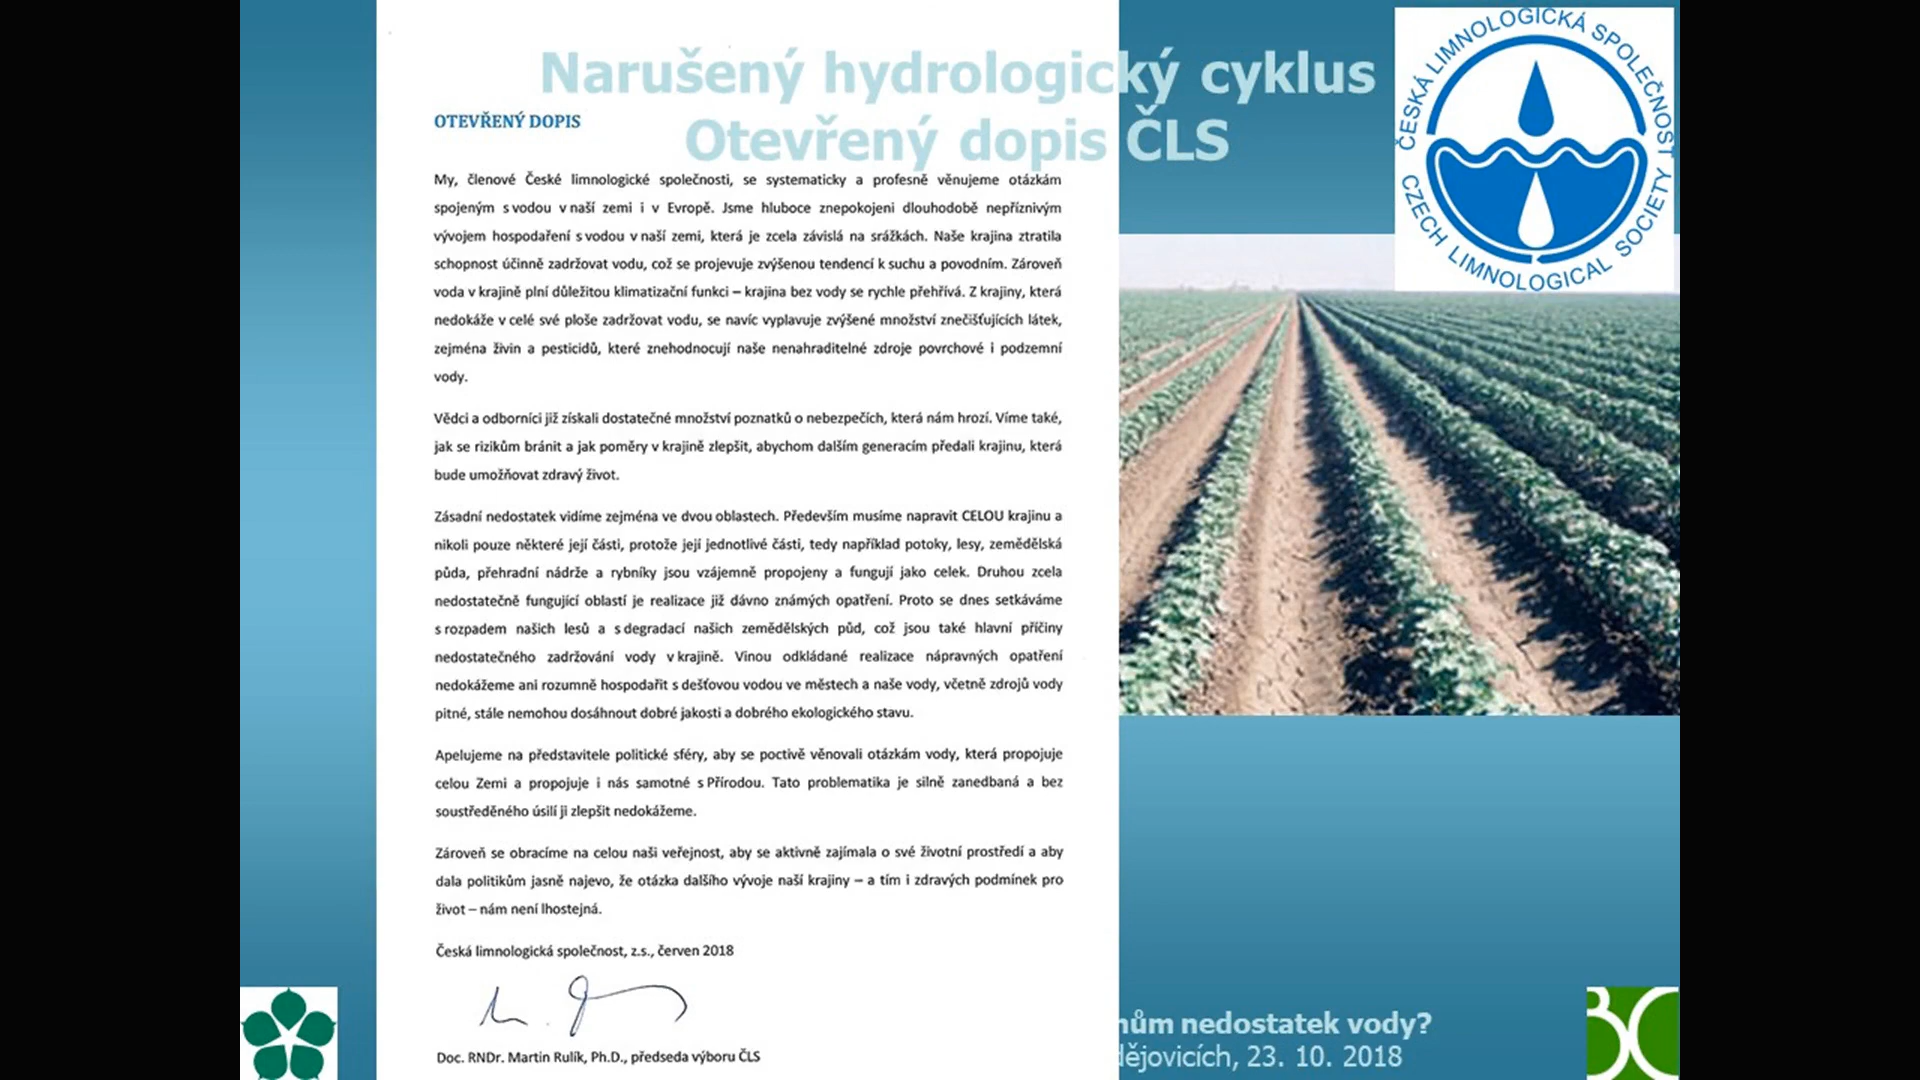 Narušený hydrologický cyklus
Otevřený dopis ČLS
ČESKÁ LIMNOLOGICKÁ SPOLEČNOST
CZECH LIMNOLOGICAL SOCIETY
OTEVŘENÝ DOPIS
My, členové České limnologické společnosti, se systematicky a profesně věnujeme otázkám
spojeným s vodou v naší zemi i v Evropě. Jsme hluboce znepokojeni dlouhodobě nepříznivým
vývojem hospodaření s vodou v naší zemi, která je zcela závislá na srážkách. Naše krajina ztratila
schopnost účinně zadržovat vodu, což se projevuje zvýšenou tendencí k suchu a povodním. Zároveň
voda v krajině plní důležitou klimatizační funkci – krajina bez vody se rychle přehřívá. Z krajiny, která
nedokáže v celé své ploše zadržovat vodu, se navíc vyplavuje zvýšené množství znečišťujících látek,
zejména živin a pesticidů, které znehodnocují naše nenahraditelné zdroje povrchové i podzemní
vody.
Vědci a odborníci již získali dostatečné množství poznatků o nebezpečích, která nám hrozí. Víme také,
jak se rizikům bránit a jak poměry v krajině zlepšit, abychom dalším generacím předali krajinu, která
bude umožňovat zdravý život.
Zásadní nedostatek vidíme zejména ve dvou oblastech. Především musíme napravit CELOU krajinu a
nikoli pouze některé její části, protože její jednotlivé části, tedy například potoky, lesy, zemědělská
půda, přehradní nádrže a rybníky jsou vzájemně propojeny a fungují jako celek. Druhou zcela
nedostatečně fungující oblastí je realizace již dávno známých opatření. Proto se dnes setkáváme
s rozpadem našich lesů a s degradací našich zemědělských půd, což jsou také hlavní příčiny
nedostatečného zadržování vody v krajině. Vinou odkládané realizace nápravných opatření
nedokážeme ani rozumně hospodařit s dešťovou vodou ve městech a naše vody, včetně zdrojů vody
pitné, stále nemohou dosáhnout dobré jakosti a dobrého ekologického stavu.
Apelujeme na představitele politické sféry, aby se poctivě věnovali otázkám vody, která propojuje
celou Zemi a propojuje i nás samotné s Přírodou. Tato problematika je silně zanedbaná a bez
soustředěného úsilí ji zlepšit nedokážeme.
Zároveň se obracíme na celou naši veřejnost, aby se aktivně zajímala o své životní prostředí a aby
dala politikům jasně najevo, že otázka dalšího vývoje naší krajiny – a tím i zdravých podmínek pro
život – nám není lhostejná.
Česká limnologická společnost, z.s., červen 2018
Doc. RNDr. Martin Rulík, Ph.D., předseda výboru ČLS
nům nedostatek vody?
dějovicích, 23. 10. 2018